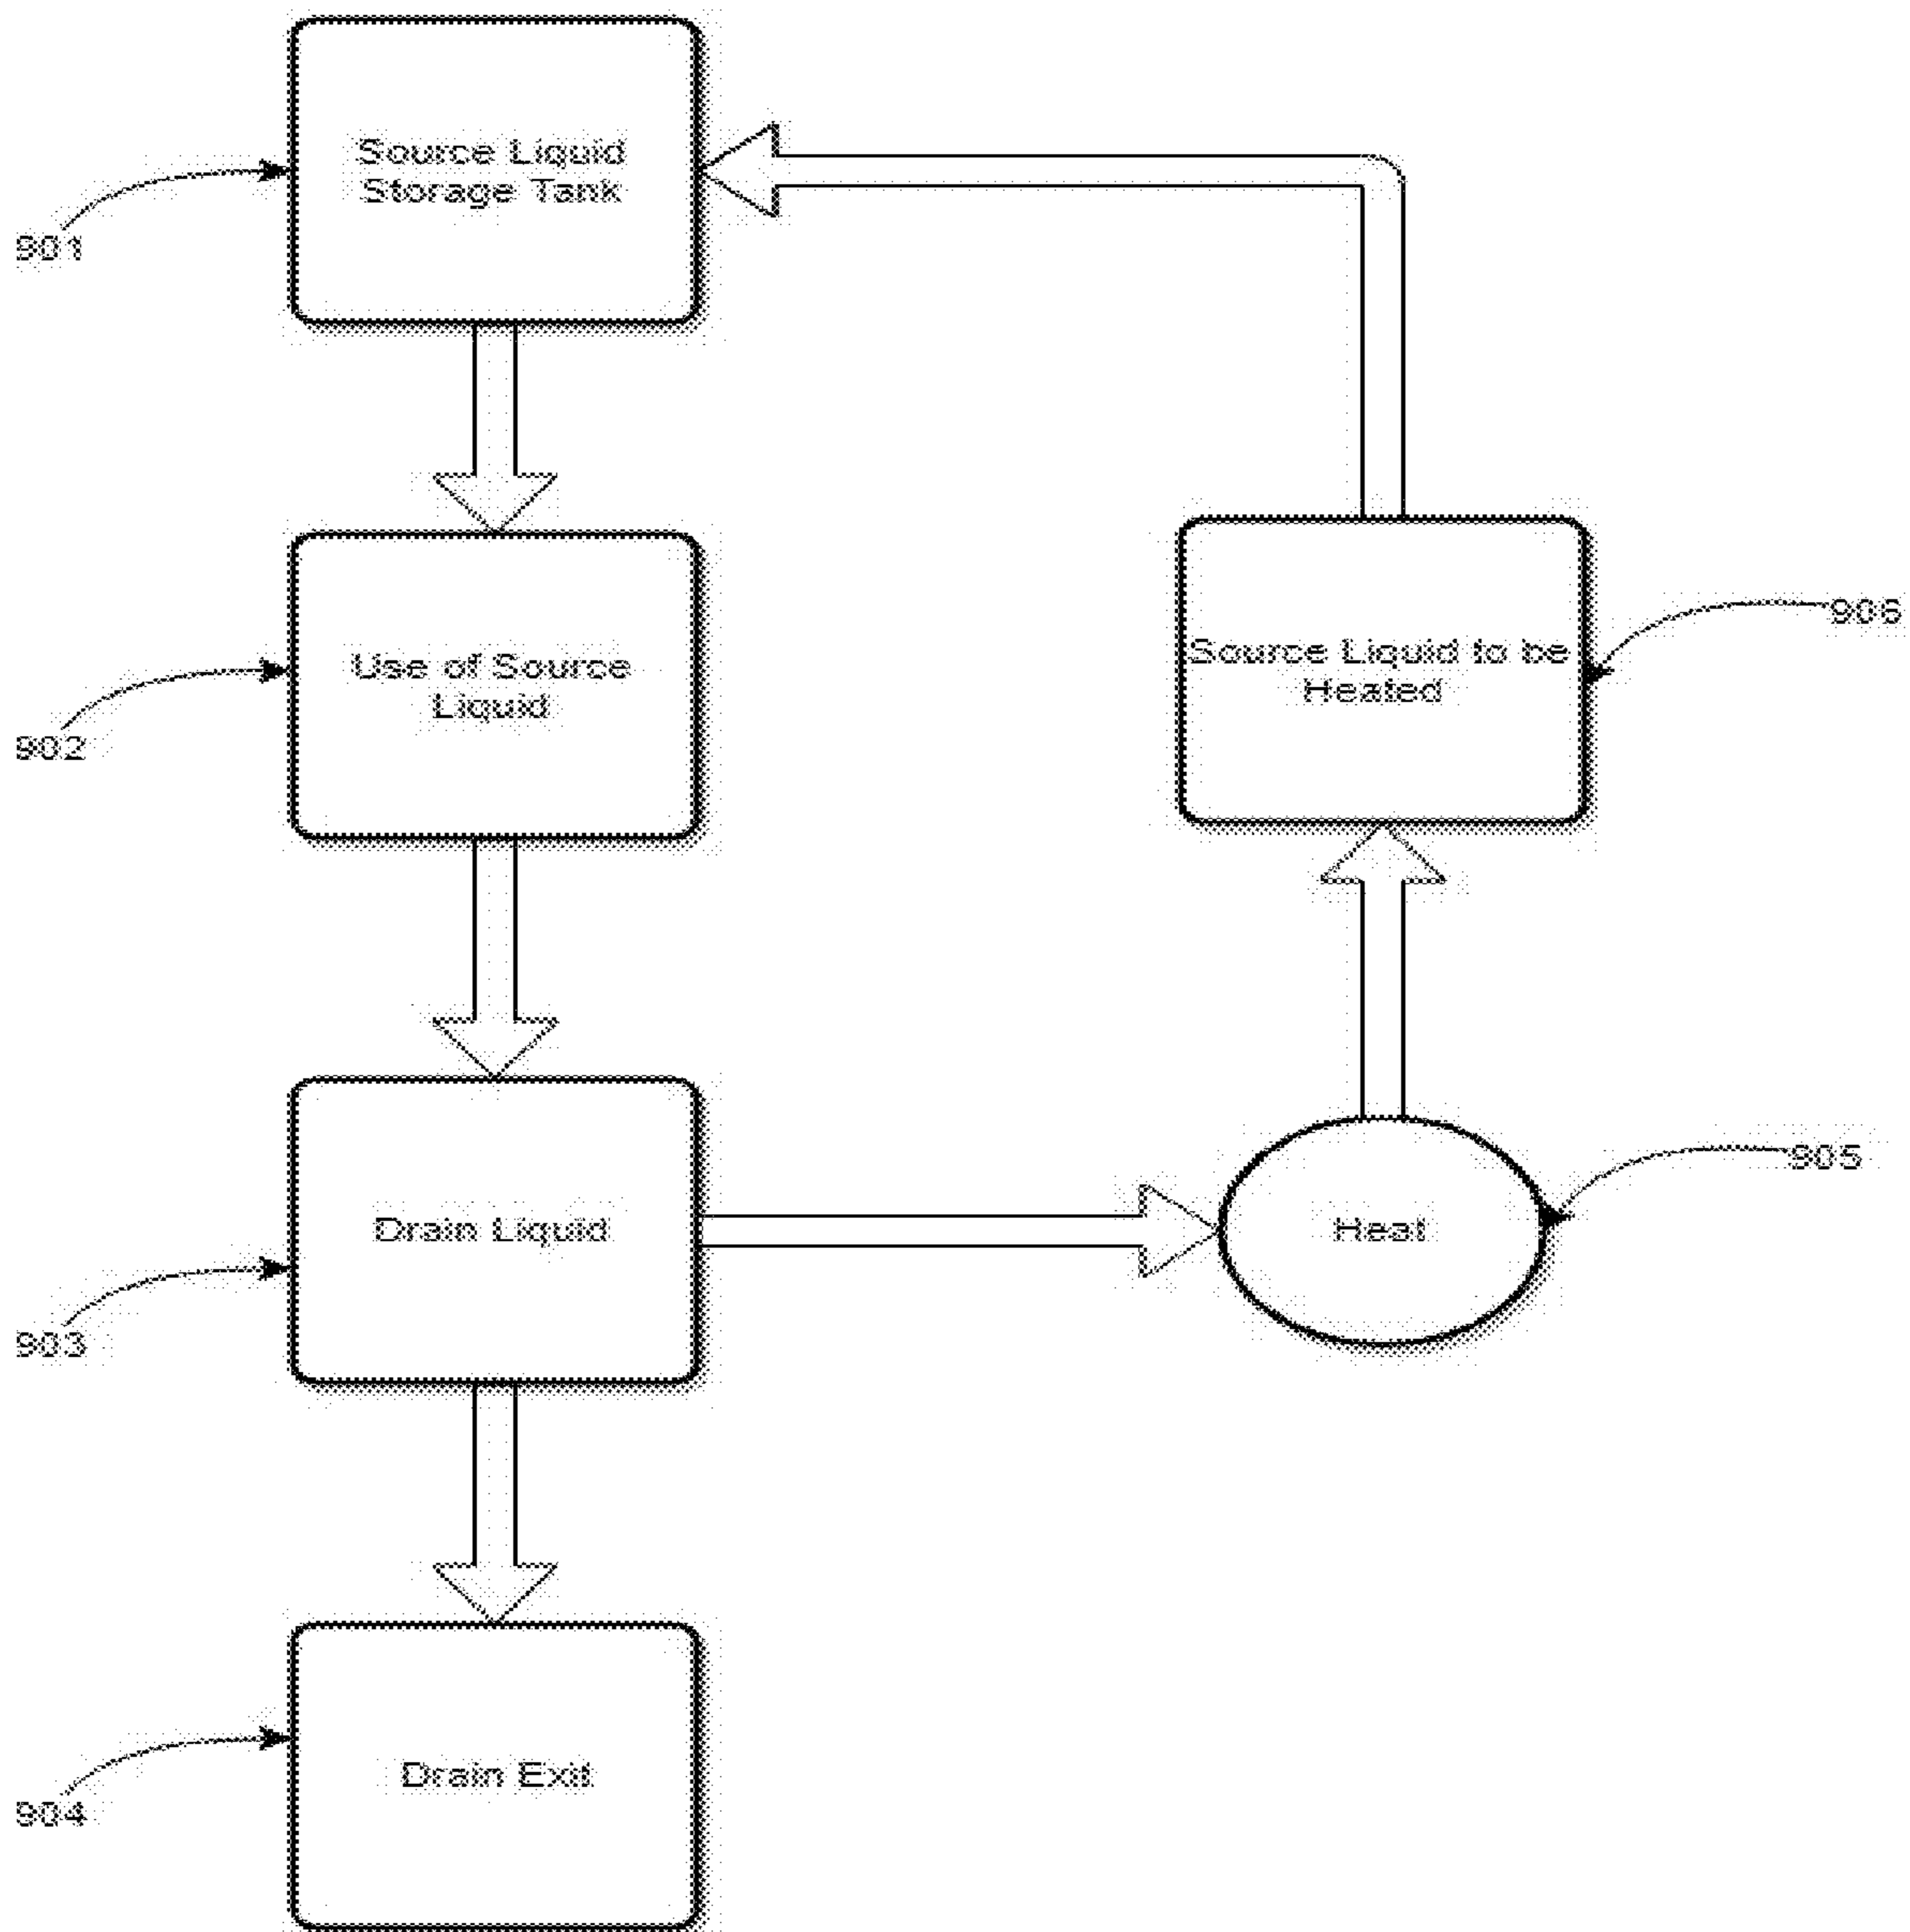 Source Liquid
Storage Tank
901
Use of Source
Liquid
902
Source Liquid to be
Heated
906
Drain Liquid
903
Heat
905
Drain Exit
904